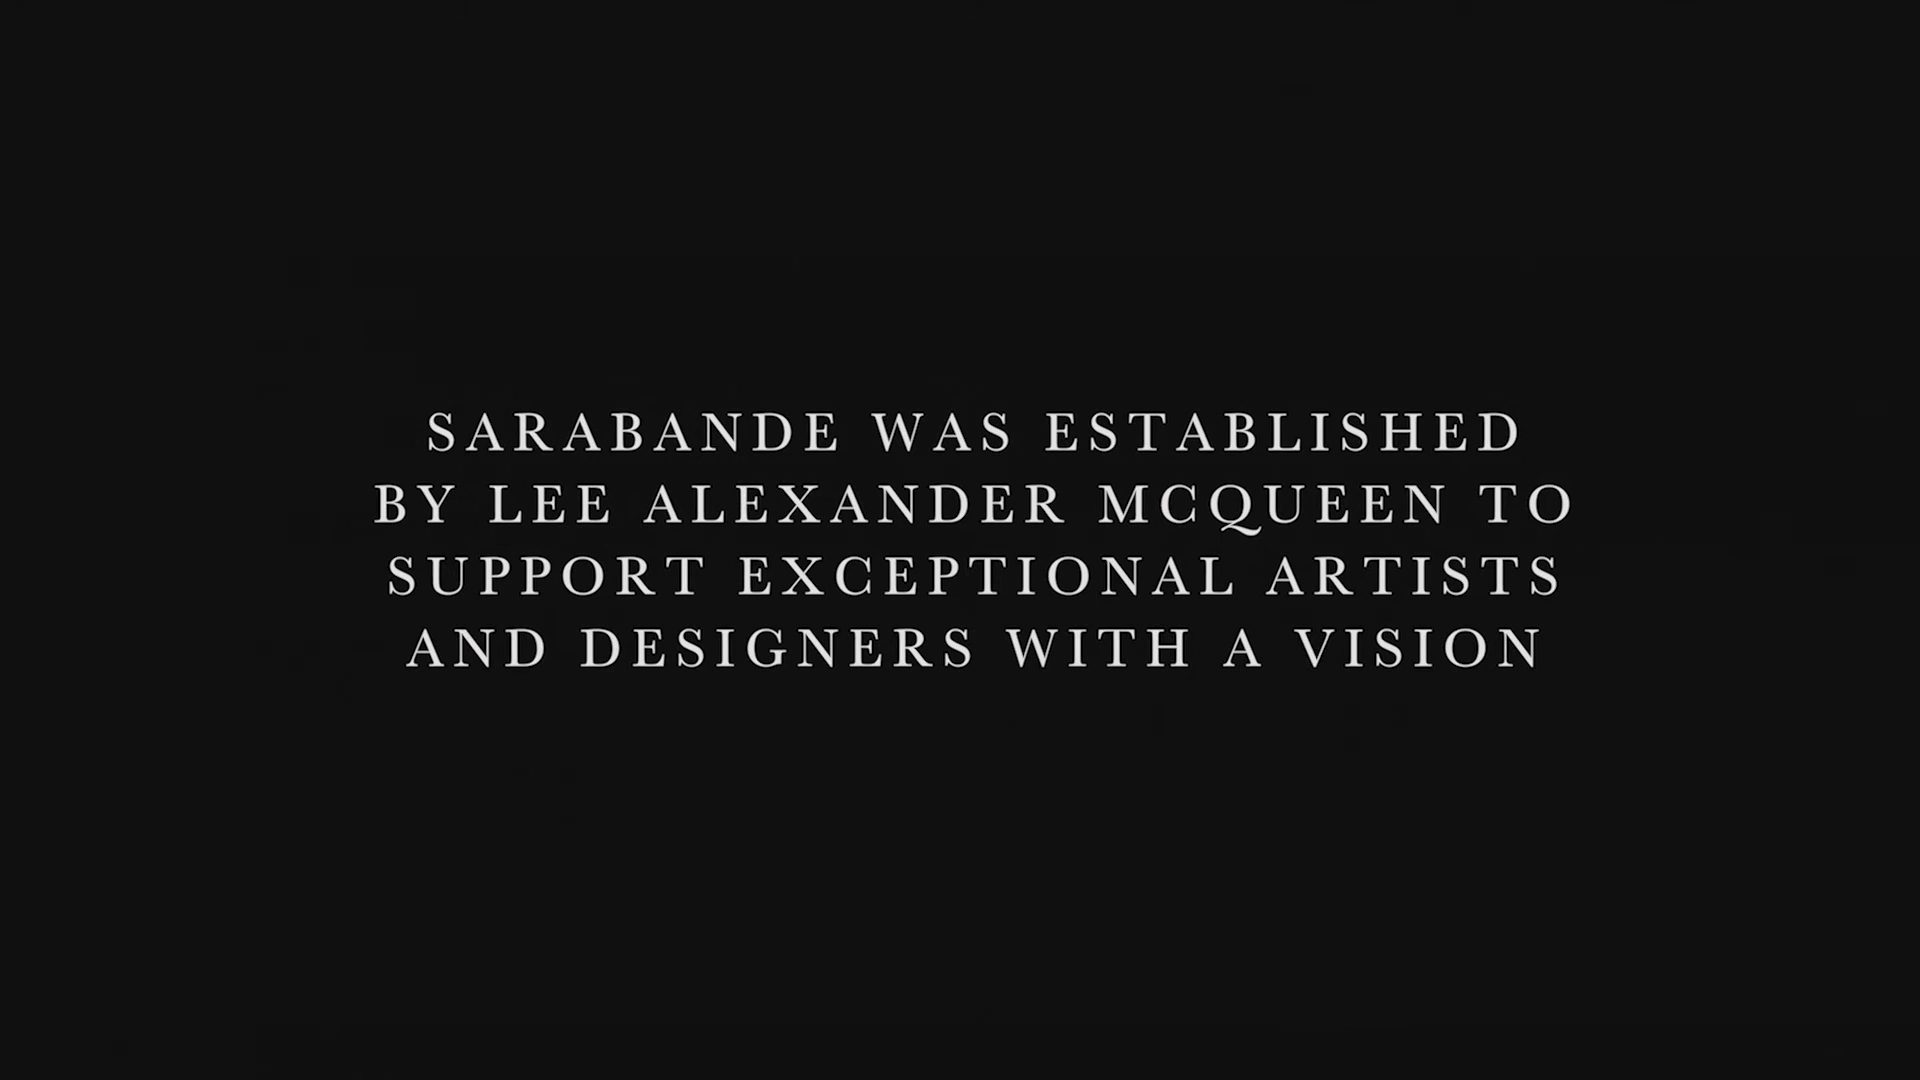 SARABANDE WAS ESTABLISHED
BY LEE ALEXANDER MCQUEEN TO
SUPPORT EXCEPTIONAL ARTISTS
AND DESIGNERS WITH A VISION